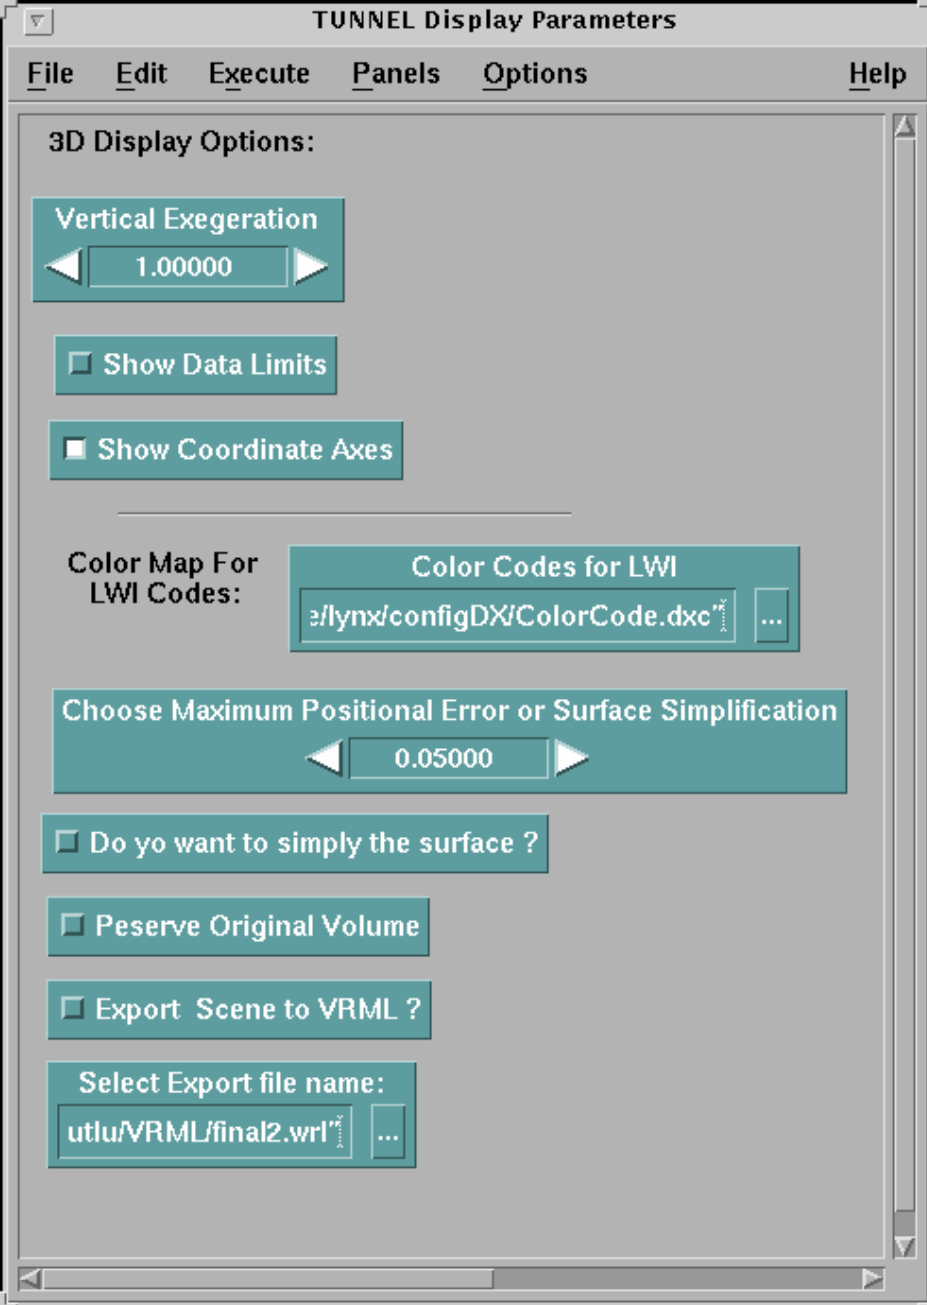 TUNNEL Display Parameters
File Edit Execute Panels Options Help
3D Display Options:
Vertical Exegeration
1.00000
Show Data Limits
Show Coordinate Axes
Color Map For
LWI Codes:
Color Codes for LWI
e/lynx/configDX/ColorCode.dxc"
...
Choose Maximum Positional Error or Surface Simplification
0.05000
Do yo want to simply the surface ?
Peserve Original Volume
Export  Scene to VRML ?
Select Export file name:
utlu/VRML/final2.wrl"
...